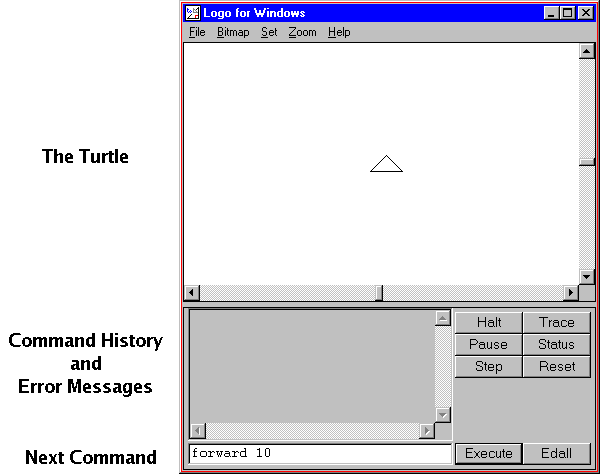 Logo for Windows
File Bitmap Set Zoom Help
The Turtle
Command History
and
Error Messages
Halt Trace
Pause Status
Step Reset
Next Command
forward 10
Execute Edall